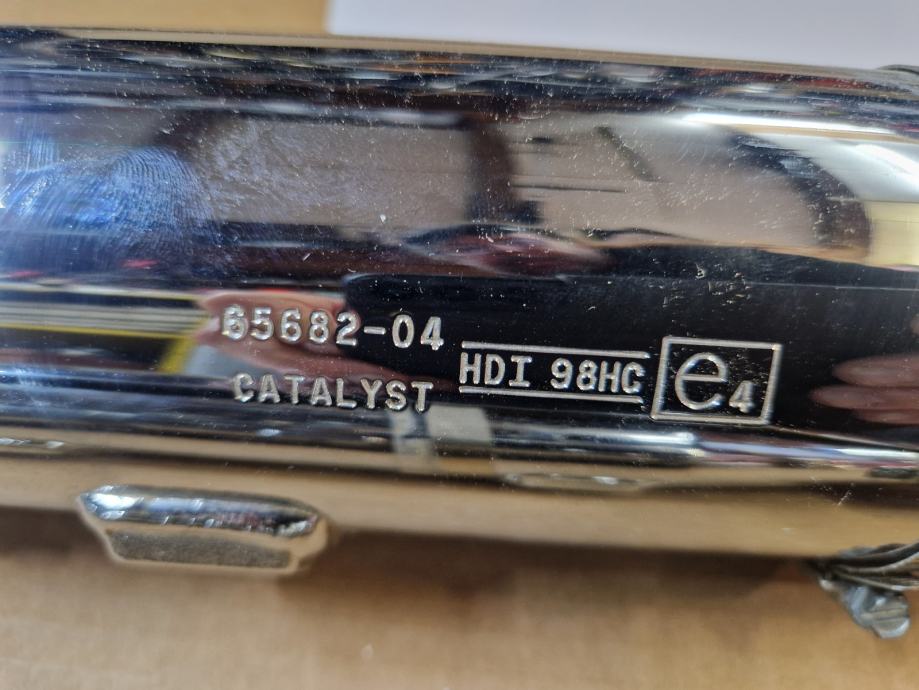 65682-04
CATALYST
HDI 98HC
e4